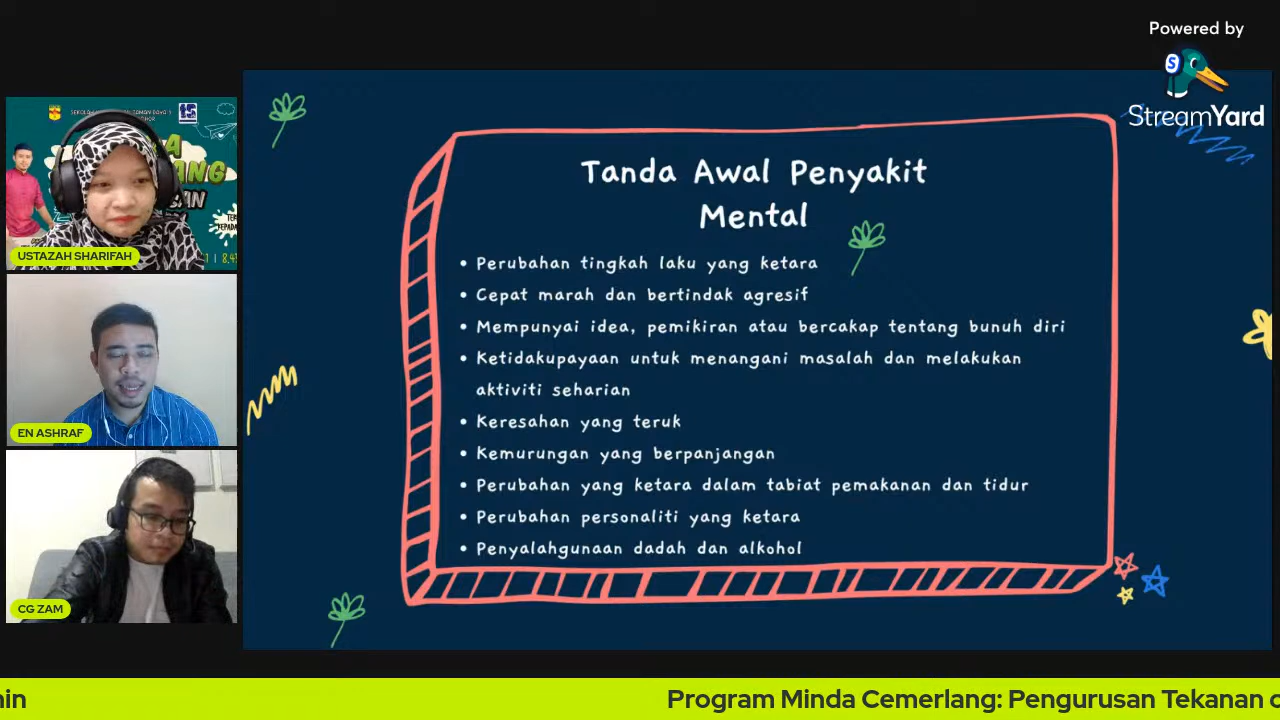 Powered by
StreamYard
USTAZAH SHARIFAH
EN ASHRAF
CG ZAM
Tanda Awal Penyakit
Mental
• Perubahan tingkah laku yang ketara
• Cepat marah dan bertindak agresif
• Mempunyai idea, pemikiran atau bercakap tentang bunuh diri
• Ketidakupayaan untuk menangani masalah dan melakukan
aktiviti seharian
• Keresahan yang teruk
• Kemurungan yang berpanjangan
• Perubahan yang ketara dalam tabiat pemakanan dan tidur
• Perubahan personaliti yang ketara
• Penyalahgunaan dadah dan alkohol
Program Minda Cemerlang: Pengurusan Tekanan